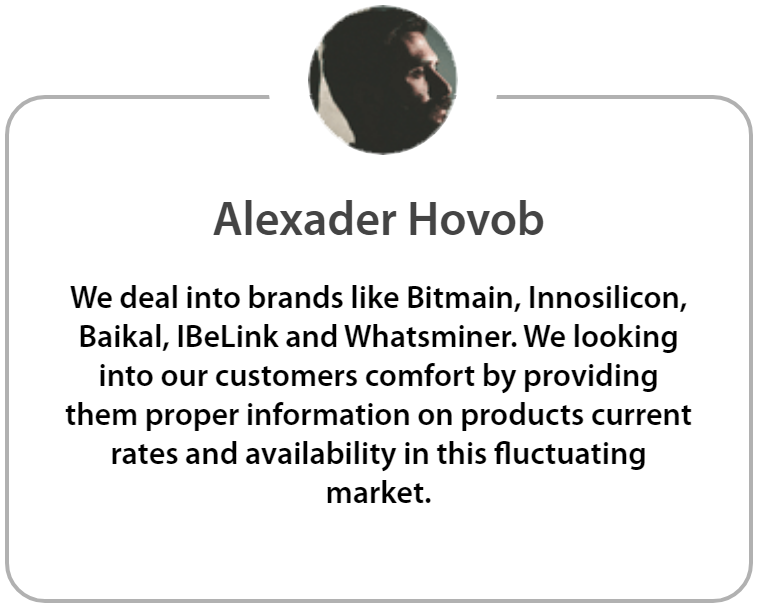 Alexader Hovob
We deal into brands like Bitmain, Innosilicon,
Baikal, IBeLink and Whatsminer. We looking
into our customers comfort by providing
them proper information on products current
rates and availability in this fluctuating
market.